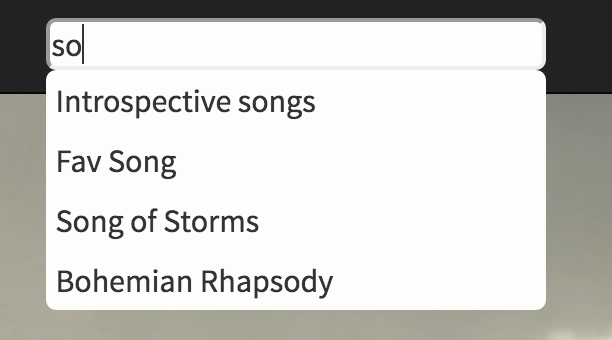 so
Introspective songs
Fav Song
Song of Storms
Bohemian Rhapsody